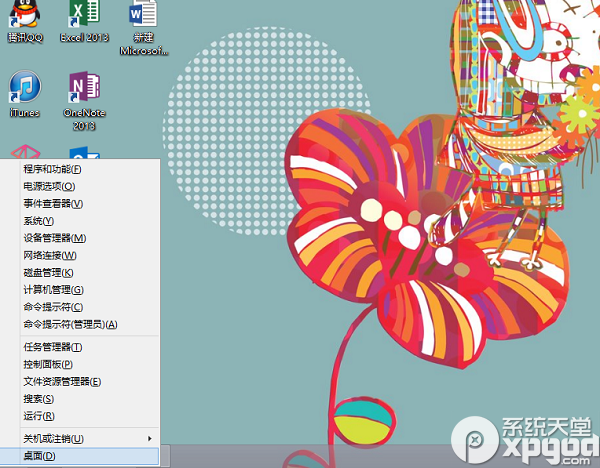 腾讯QQ
Excel 2013
新建
Microsof...
iTunes
OneNote
2013
程序和功能(F)
电源选项(O)
事件查看器(V)
系统(Y)
设备管理器(M)
网络连接(W)
磁盘管理(K)
计算机管理(G)
命令提示符(C)
命令提示符(管理员)(A)
任务管理器(T)
控制面板(P)
文件资源管理器(E)
搜索(S)
运行(R)
关机或注销(U)
桌面(D)
系统天堂
xpgod
.com